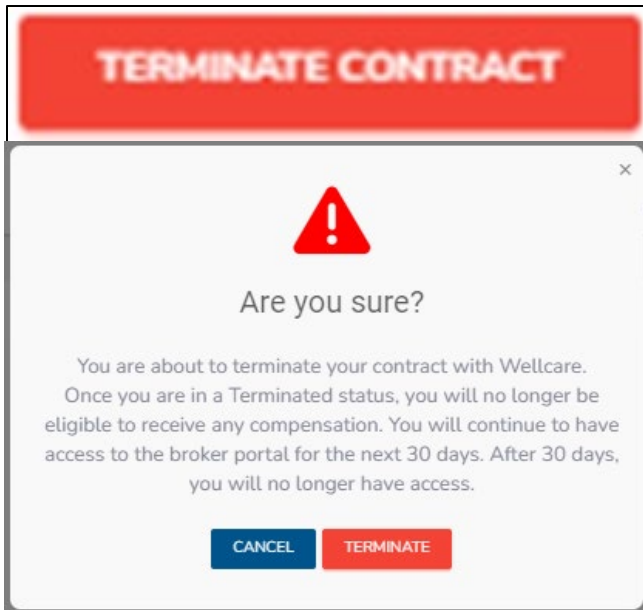 TERMINATE CONTRACT
×
Are you sure?
You are about to terminate your contract with Wellcare.
Once you are in a Terminated status, you will no longer be
eligible to receive any compensation. You will continue to have
access to the broker portal for the next 30 days. After 30 days,
you will no longer have access.
CANCEL TERMINATE